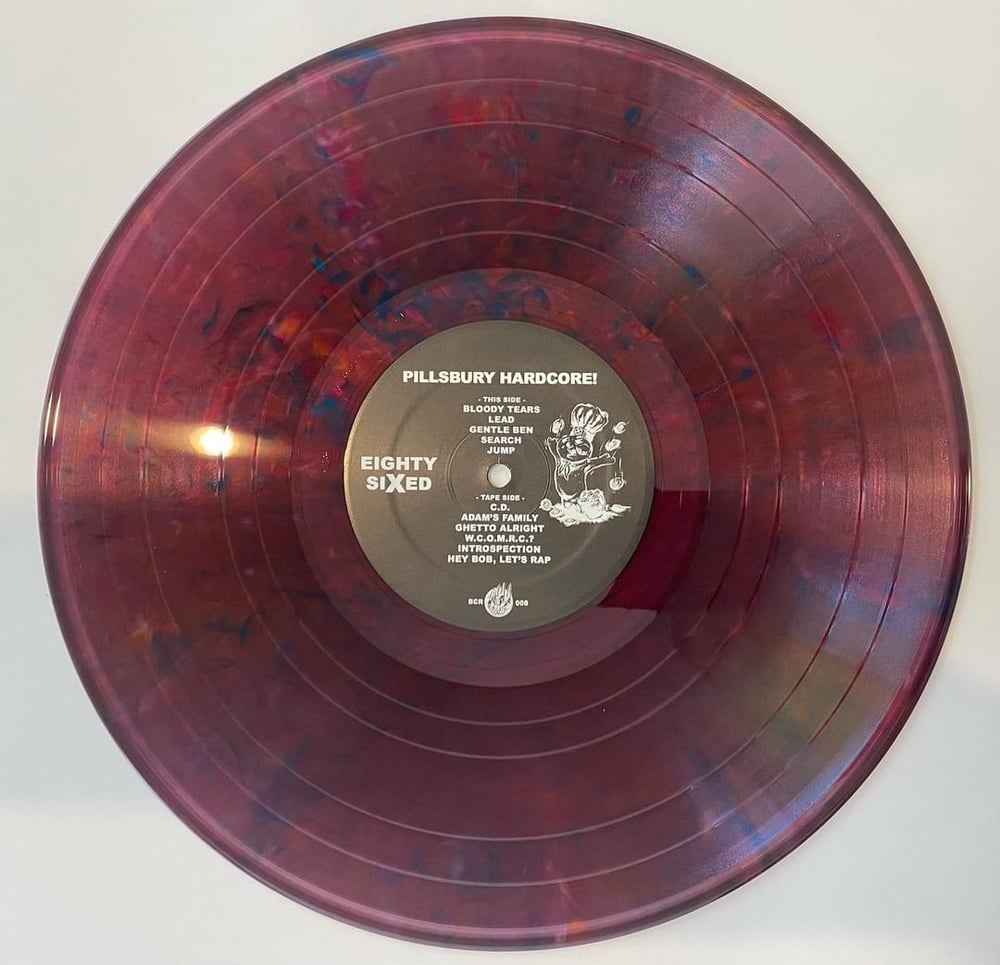 PILLSBURY HARDCORE!
- THIS SIDE -
BLOODY TEARS
LEAD
GENTLE BEN
SEARCH
JUMP
EIGHTY
SIXED
- TAPE SIDE -
C.D.
ADAM'S FAMILY
GHETTO ALRIGHT
W.C.O.M.R.C.?
INTROSPECTION
HEY BOB, LET'S RAP
BCR 008